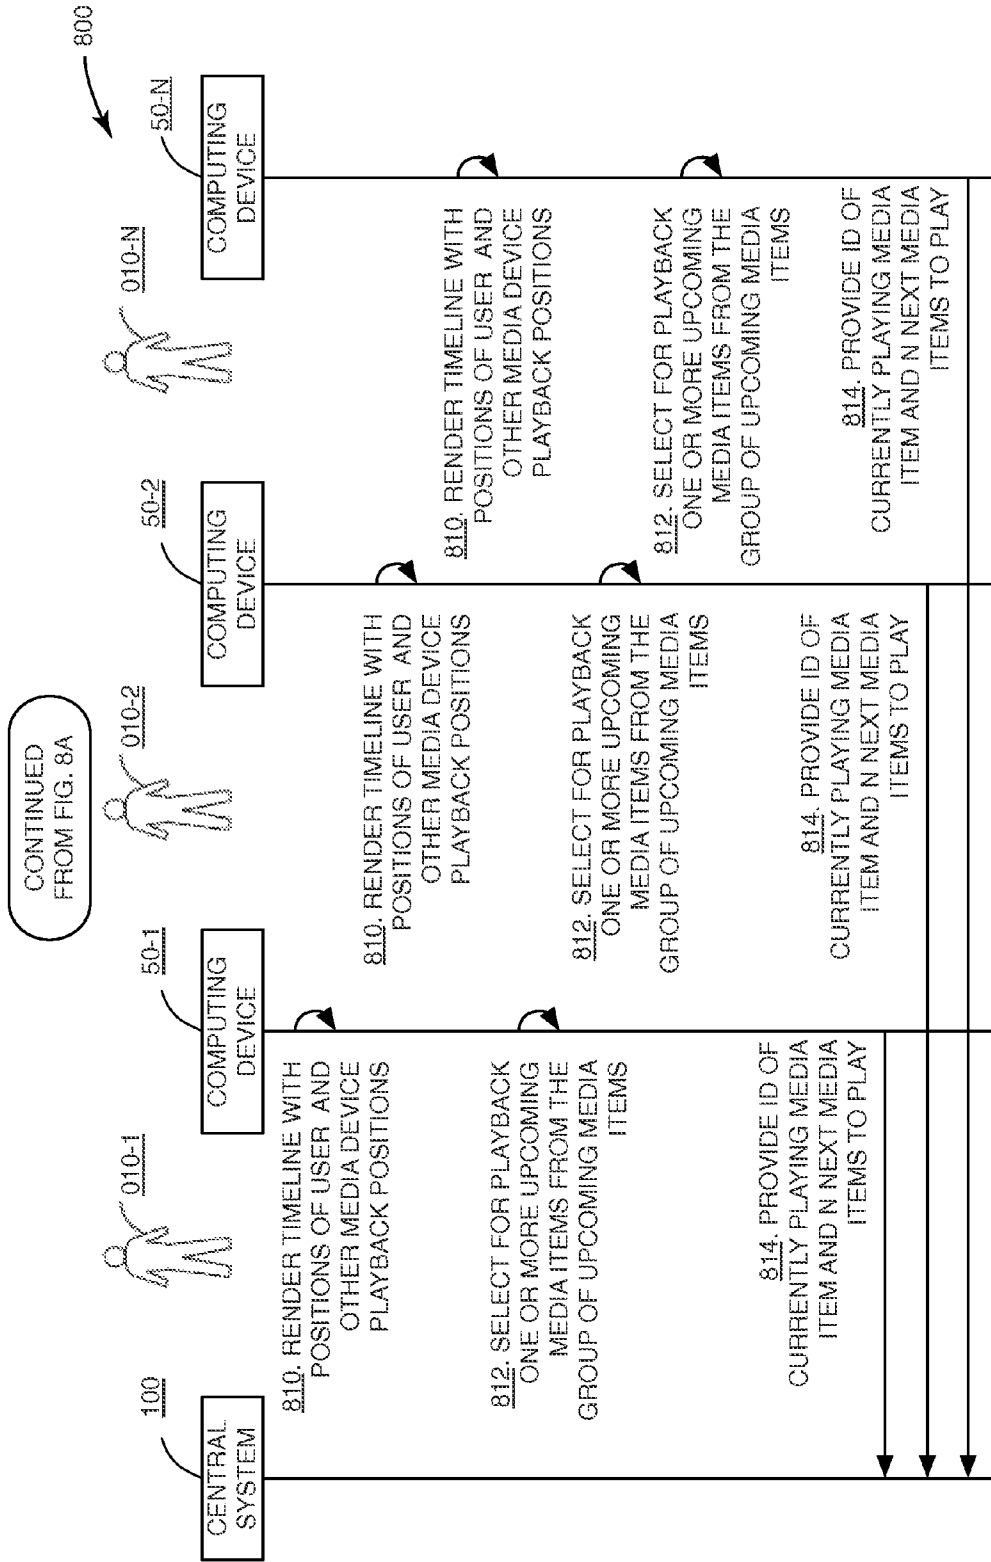 CONTINUED
FROM FIG. 8A
800
100
CENTRAL
SYSTEM
010-1
50-1
COMPUTING
DEVICE
010-2
50-2
COMPUTING
DEVICE
010-N
50-N
COMPUTING
DEVICE
810. RENDER TIMELINE WITH
POSITIONS OF USER AND
OTHER MEDIA DEVICE
PLAYBACK POSITIONS
810. RENDER TIMELINE WITH
POSITIONS OF USER AND
OTHER MEDIA DEVICE
PLAYBACK POSITIONS
810. RENDER TIMELINE WITH
POSITIONS OF USER AND
OTHER MEDIA DEVICE
PLAYBACK POSITIONS
812. SELECT FOR PLAYBACK
ONE OR MORE UPCOMING
MEDIA ITEMS FROM THE
GROUP OF UPCOMING MEDIA
ITEMS
812. SELECT FOR PLAYBACK
ONE OR MORE UPCOMING
MEDIA ITEMS FROM THE
GROUP OF UPCOMING MEDIA
ITEMS
812. SELECT FOR PLAYBACK
ONE OR MORE UPCOMING
MEDIA ITEMS FROM THE
GROUP OF UPCOMING MEDIA
ITEMS
814. PROVIDE ID OF
CURRENTLY PLAYING MEDIA
ITEM AND N NEXT MEDIA
ITEMS TO PLAY
814. PROVIDE ID OF
CURRENTLY PLAYING MEDIA
ITEM AND N NEXT MEDIA
ITEMS TO PLAY
814. PROVIDE ID OF
CURRENTLY PLAYING MEDIA
ITEM AND N NEXT MEDIA
ITEMS TO PLAY